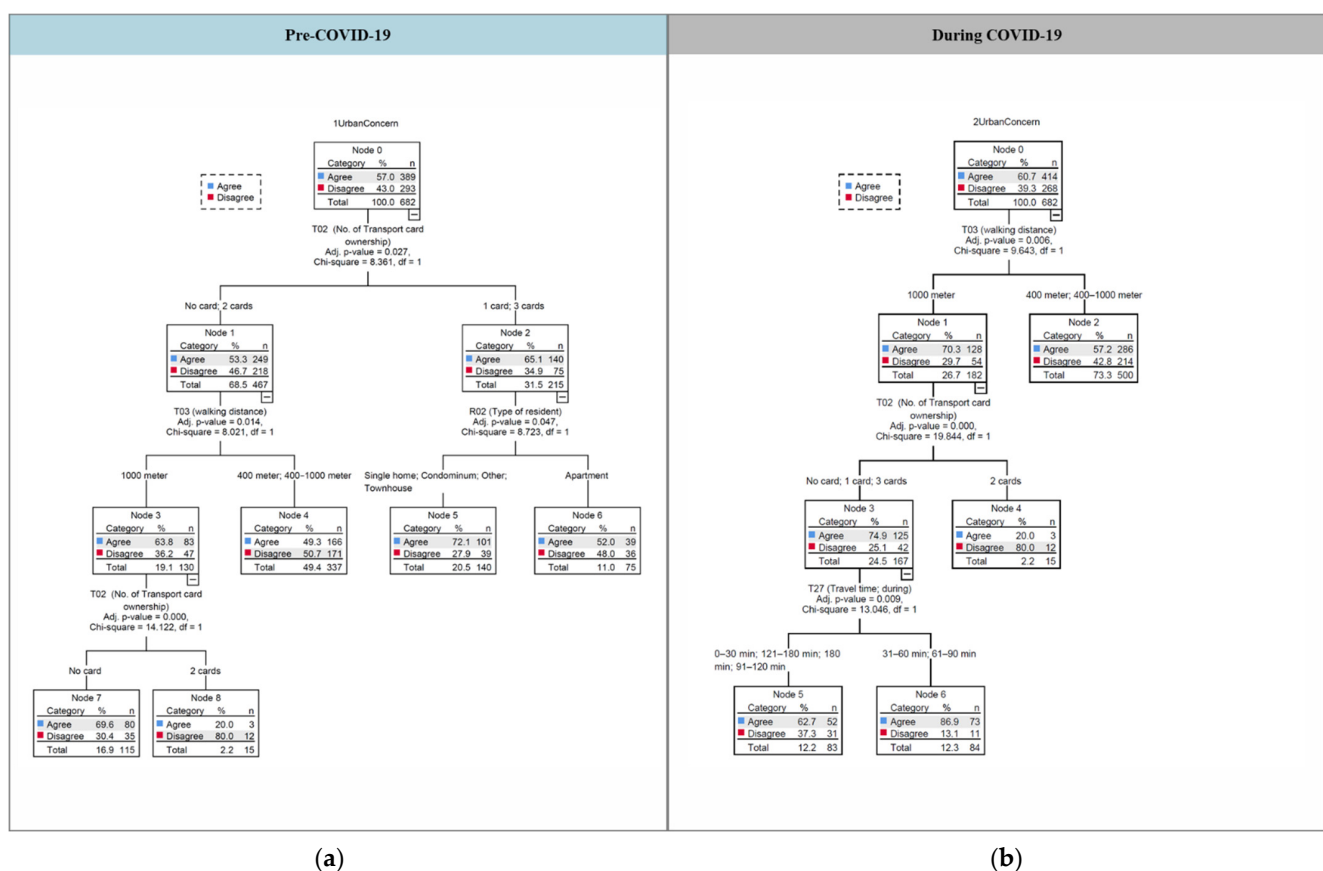 Pre-COVID-19
1UrbanConcern
Agree
Disagree
Node 0
Category % n
Agree 57.0 389
Disagree 43.0 293
Total 100.0 682
T02 (No. of Transport card
ownership)
Adj. p-value = 0.027,
Chi-square = 8.361, df = 1
No card; 2 cards
1 card; 3 cards
Node 1
Category % n
Agree 53.3 249
Disagree 46.7 218
Total 68.5 467
Node 2
Category % n
Agree 65.1 140
Disagree 34.9 75
Total 31.5 215
T03 (walking distance)
Adj. p-value = 0.014,
Chi-square = 8.021, df = 1
R02 (Type of resident)
Adj. p-value = 0.047,
Chi-square = 8.723, df = 1
1000 meter
400 meter; 400–1000 meter
Single home; Condominum; Other;
Townhouse
Apartment
Node 3
Category % n
Agree 63.8 83
Disagree 36.2 47
Total 19.1 130
Node 4
Category % n
Agree 49.3 166
Disagree 50.7 171
Total 49.4 337
Node 5
Category % n
Agree 72.1 101
Disagree 27.9 39
Total 20.5 140
Node 6
Category % n
Agree 52.0 39
Disagree 48.0 36
Total 11.0 75
T02 (No. of Transport card
ownership)
Adj. p-value = 0.000,
Chi-square = 14.122, df = 1
No card
2 cards
Node 7
Category % n
Agree 69.6 80
Disagree 30.4 35
Total 16.9 115
Node 8
Category % n
Agree 20.0 3
Disagree 80.0 12
Total 2.2 15
(a)
During COVID-19
2UrbanConcern
Agree
Disagree
Node 0
Category % n
Agree 60.7 414
Disagree 39.3 268
Total 100.0 682
T03 (walking distance)
Adj. p-value = 0.006,
Chi-square = 9.643, df = 1
1000 meter
400 meter; 400–1000 meter
Node 1
Category % n
Agree 70.3 128
Disagree 29.7 54
Total 26.7 182
Node 2
Category % n
Agree 57.2 286
Disagree 42.8 214
Total 73.3 500
T02 (No. of Transport card
ownership)
Adj. p-value = 0.000,
Chi-square = 19.844, df = 1
No card; 1 card; 3 cards
2 cards
Node 3
Category % n
Agree 74.9 125
Disagree 25.1 42
Total 24.5 167
Node 4
Category % n
Agree 20.0 3
Disagree 80.0 12
Total 2.2 15
T27 (Travel time; during)
Adj. p-value = 0.009,
Chi-square = 13.046, df = 1
0–30 min; 121–180 min; 180
min; 91–120 min
31–60 min; 61–90 min
Node 5
Category % n
Agree 62.7 52
Disagree 37.3 31
Total 12.2 83
Node 6
Category % n
Agree 86.9 73
Disagree 13.1 11
Total 12.3 84
(b)